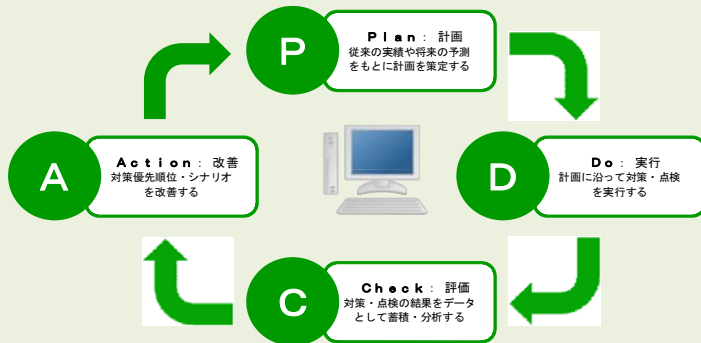 P
Plan： 計画
従来の実績や将来の予測
をもとに計画を策定する
A
Action： 改善
対策優先順位・シナリオ
を改善する
D
Do： 実行
計画に沿って対策・点検
を実行する
C
Check： 評価
対策・点検の結果をデータ
として蓄積・分析する